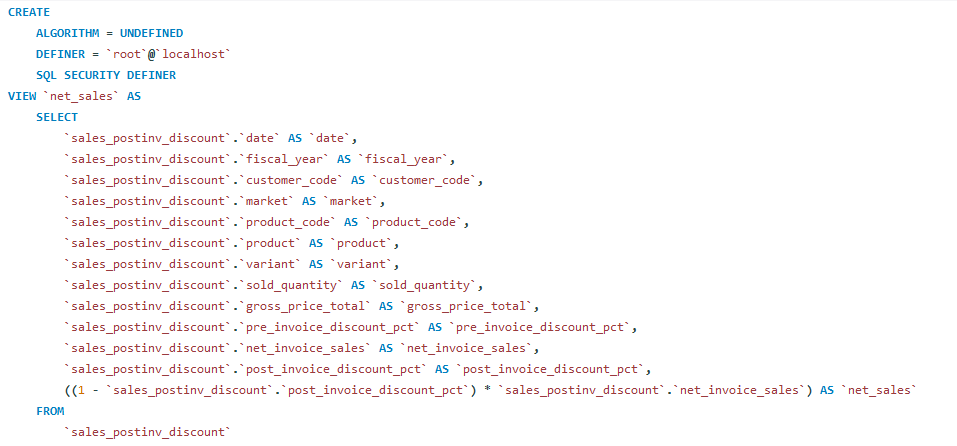 CREATE
ALGORITHM = UNDEFINED
DEFINER = `root`@`localhost`
SQL SECURITY DEFINER
VIEW `net_sales` AS
SELECT
`sales_postinv_discount`.`date` AS `date`,
`sales_postinv_discount`.`fiscal_year` AS `fiscal_year`,
`sales_postinv_discount`.`customer_code` AS `customer_code`,
`sales_postinv_discount`.`market` AS `market`,
`sales_postinv_discount`.`product_code` AS `product_code`,
`sales_postinv_discount`.`product` AS `product`,
`sales_postinv_discount`.`variant` AS `variant`,
`sales_postinv_discount`.`sold_quantity` AS `sold_quantity`,
`sales_postinv_discount`.`gross_price_total` AS `gross_price_total`,
`sales_postinv_discount`.`pre_invoice_discount_pct` AS `pre_invoice_discount_pct`,
`sales_postinv_discount`.`net_invoice_sales` AS `net_invoice_sales`,
`sales_postinv_discount`.`post_invoice_discount_pct` AS `post_invoice_discount_pct`,
((1 - `sales_postinv_discount`.`post_invoice_discount_pct`) * `sales_postinv_discount`.`net_invoice_sales`) AS `net_sales`
FROM
`sales_postinv_discount`